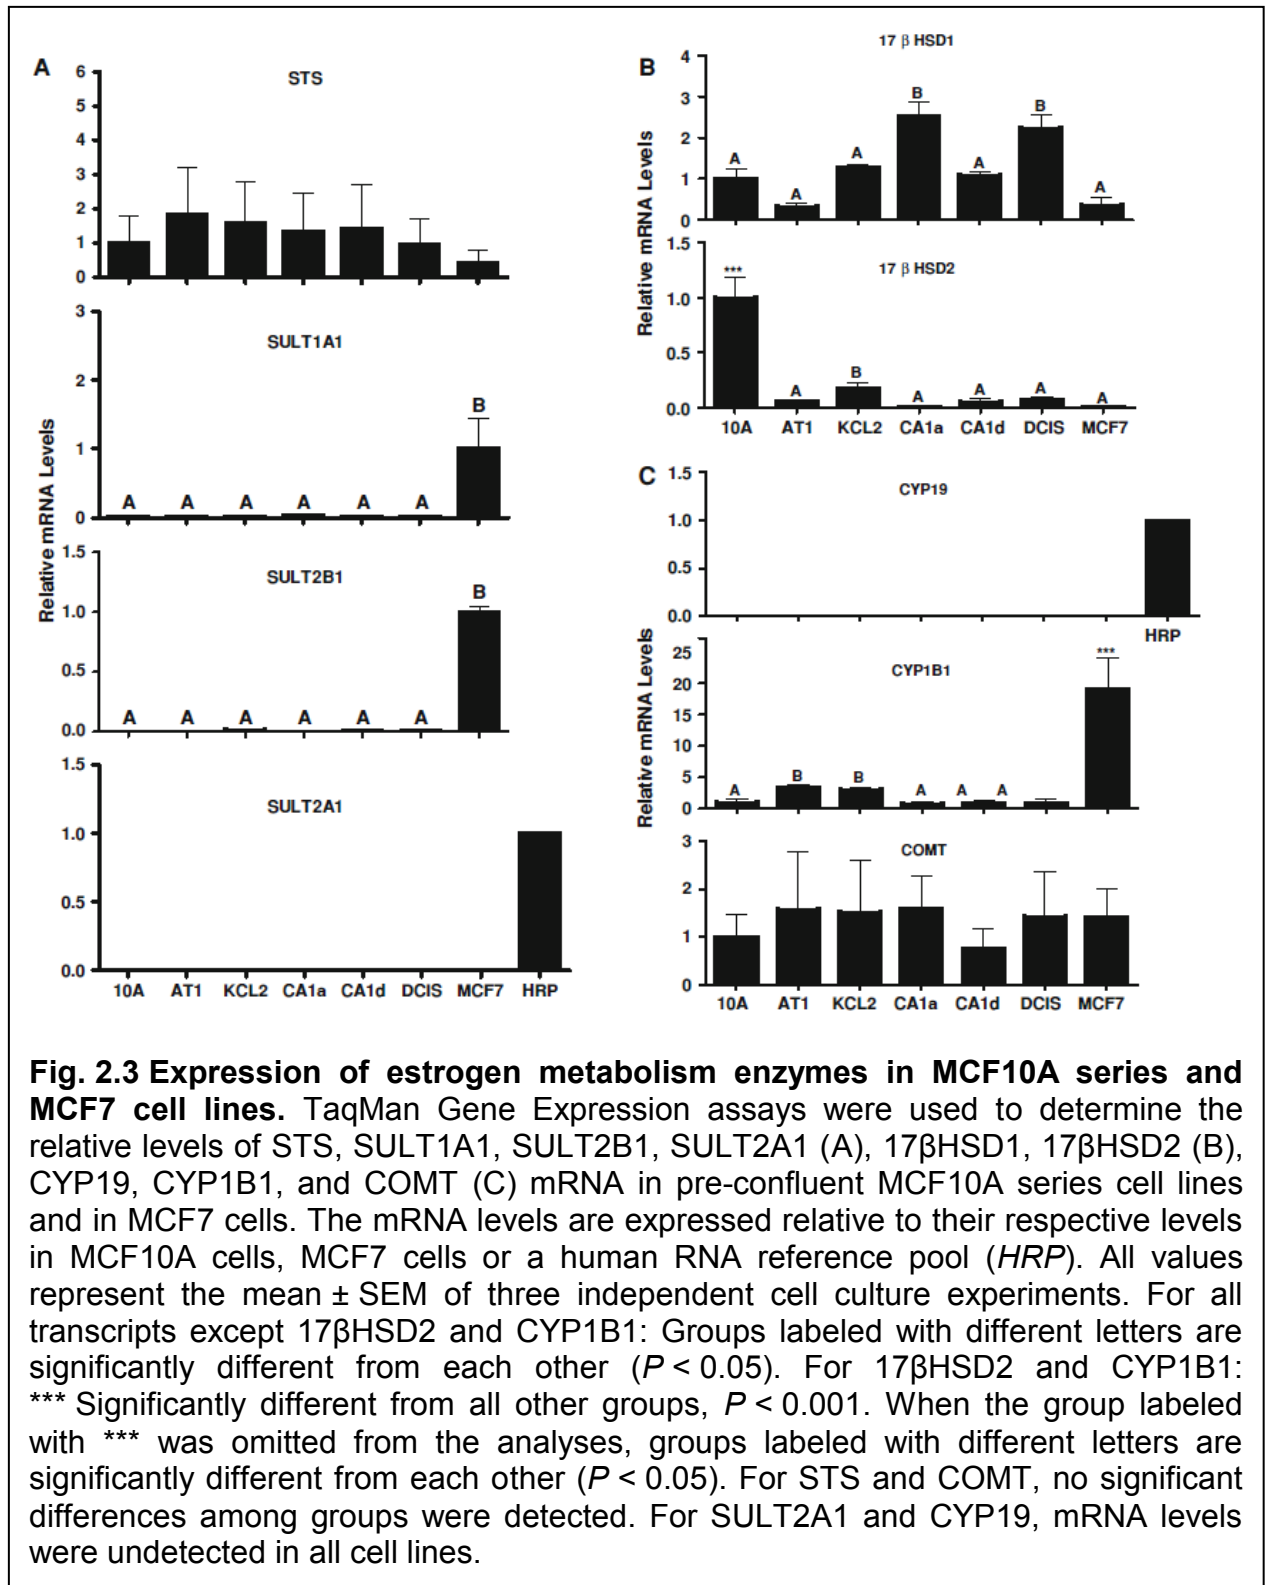 A
STS
6
5
4
3
2
1
0
SULT1A1
3
2
1
0
A A A A A A B
Relative mRNA Levels
SULT2B1
1.5
1.0
0.5
0.0
A A A A A A B
SULT2A1
1.5
1.0
0.5
0.0
10A AT1 KCL2 CA1a CA1d DCIS MCF7 HRP
B
17 β HSD1
4
3
2
1
0
A A A B A B A
Relative mRNA Levels
17 β HSD2
1.5
1.0
0.5
0.0
*** A B A A A A
10A AT1 KCL2 CA1a CA1d DCIS MCF7
C
CYP19
1.5
1.0
0.5
0.0
HRP
Relative mRNA Levels
CYP1B1
25
20
15
10
5
0
A B B A A A ***
COMT
3
2
1
0
10A AT1 KCL2 CA1a CA1d DCIS MCF7
Fig. 2.3 Expression of estrogen metabolism enzymes in MCF10A series and
MCF7 cell lines. TaqMan Gene Expression assays were used to determine the
relative levels of STS, SULT1A1, SULT2B1, SULT2A1 (A), 17βHSD1, 17βHSD2 (B),
CYP19, CYP1B1, and COMT (C) mRNA in pre-confluent MCF10A series cell lines
and in MCF7 cells. The mRNA levels are expressed relative to their respective levels
in MCF10A cells, MCF7 cells or a human RNA reference pool (HRP). All values
represent the mean ± SEM of three independent cell culture experiments. For all
transcripts except 17βHSD2 and CYP1B1: Groups labeled with different letters are
significantly different from each other (P < 0.05). For 17βHSD2 and CYP1B1:
*** Significantly different from all other groups, P < 0.001. When the group labeled
with *** was omitted from the analyses, groups labeled with different letters are
significantly different from each other (P < 0.05). For STS and COMT, no significant
differences among groups were detected. For SULT2A1 and CYP19, mRNA levels
were undetected in all cell lines.